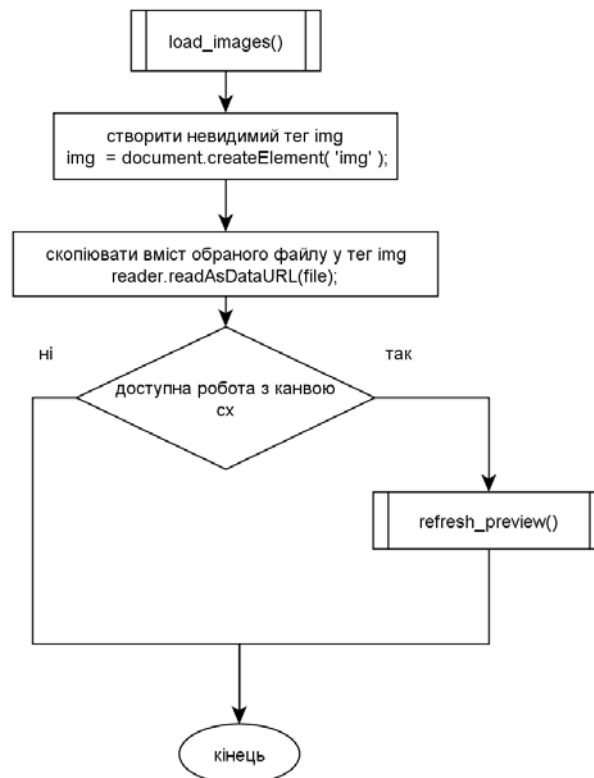 load_images()
створити невидимий тег img
img = document.createElement( 'img' );
скопіювати вміст обраного файлу у тег img
reader.readAsDataURL(file);
ні
так
доступна робота з канвою
cx
refresh_preview()
кінець